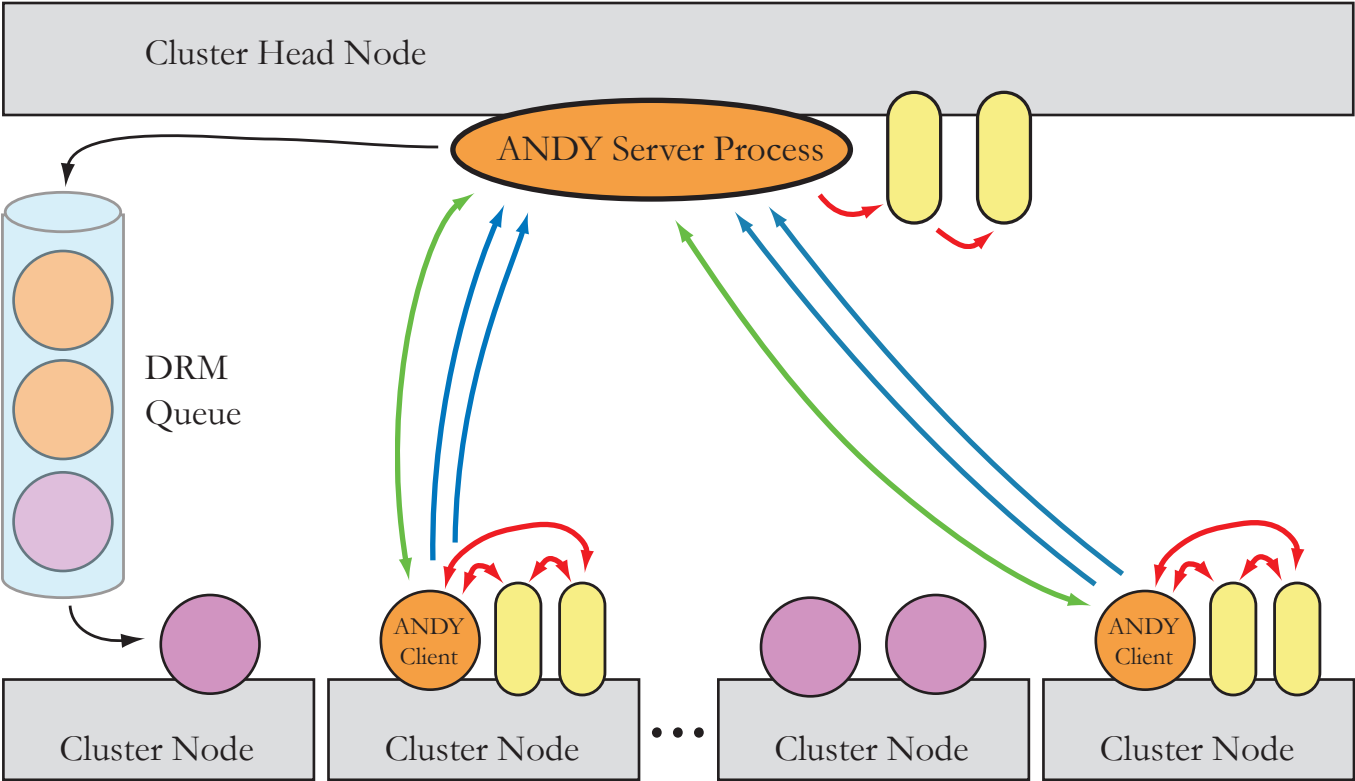 Cluster Head Node
ANDY Server Process
DRM
Queue
ANDY
Client
ANDY
Client
Cluster Node
Cluster Node
...
Cluster Node
Cluster Node